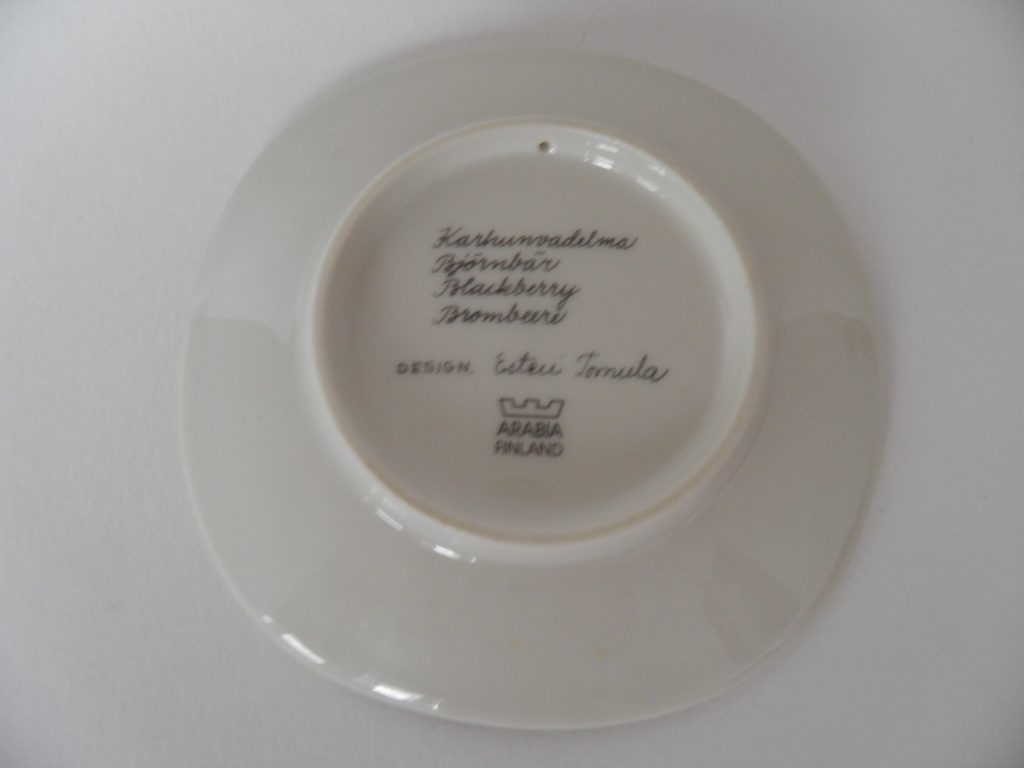 Karhunvadelma
Björnbär
Blackberry
Brombeere
DESIGN. Esteri Tomula
ARABIA
FINLAND